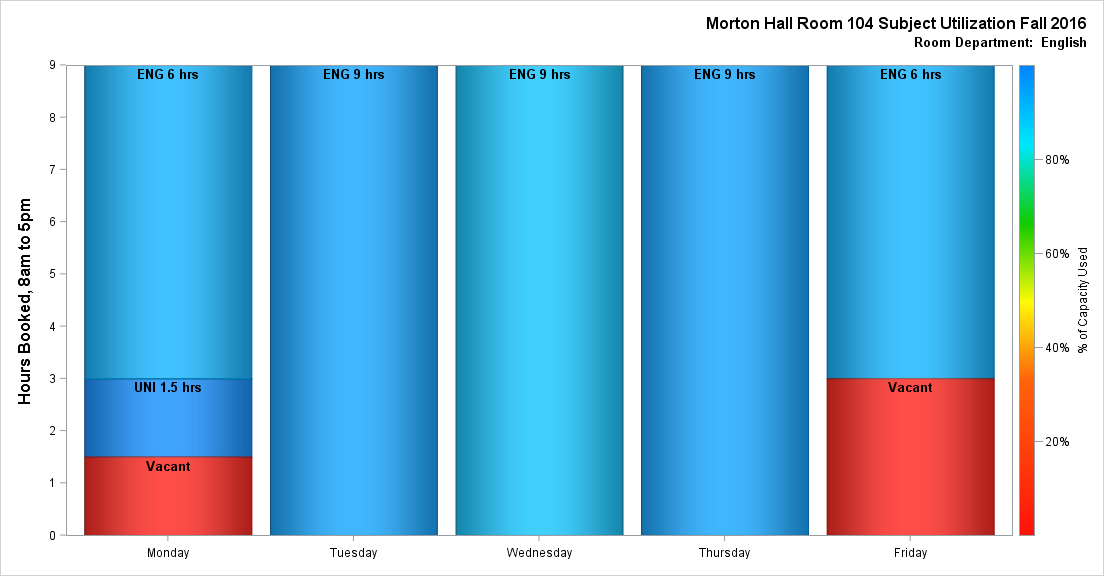 Morton Hall Room 104 Subject Utilization Fall 2016
Room Department:  English
Hours Booked, 8am to 5pm
9
8
7
6
5
4
3
2
1
0
ENG 6 hrs
UNI 1.5 hrs
Vacant
ENG 9 hrs
ENG 9 hrs
ENG 9 hrs
ENG 6 hrs
Vacant
Monday
Tuesday
Wednesday
Thursday
Friday
80%
60%
40%
20%
% of Capacity Used